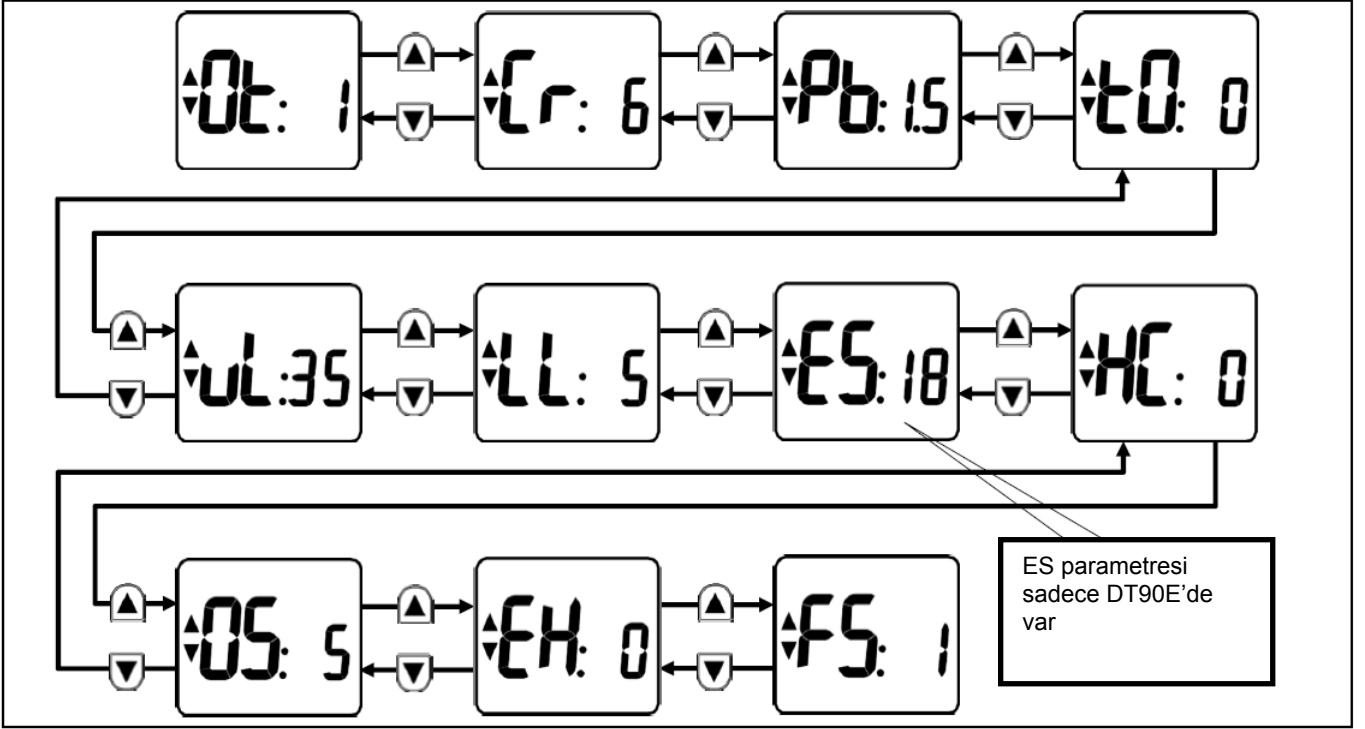 Ot: 1
Cr: 6
Pb:1.5
tO: 0
uL:35
LL: 5
ES:18
HC: 0
OS: 5
EH: 0
FS: 1
ES parametresi
sadece DT90E’de
var